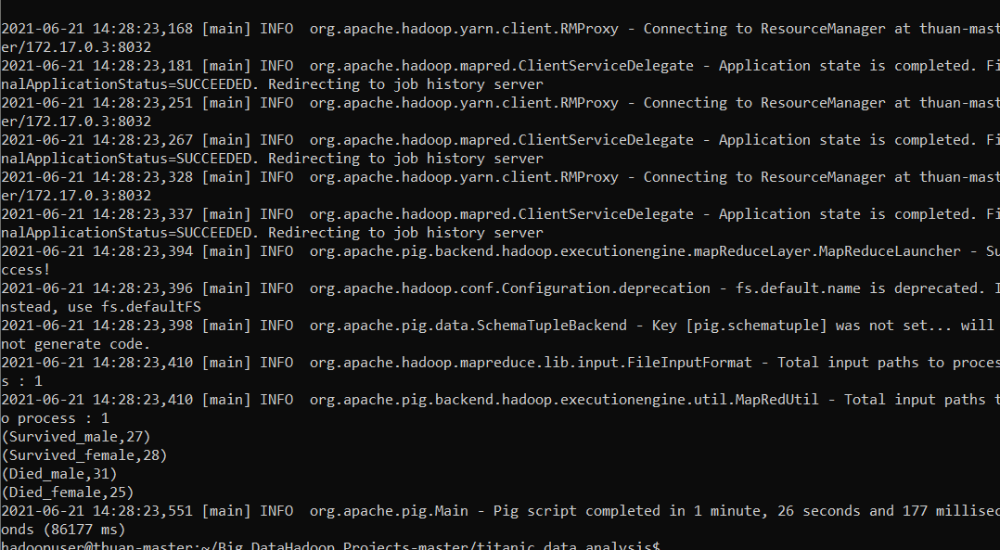 2021-06-21 14:28:23,168 [main] INFO  org.apache.hadoop.yarn.client.RMProxy - Connecting to ResourceManager at thuan-mast
er/172.17.0.3:8032
2021-06-21 14:28:23,181 [main] INFO  org.apache.hadoop.mapred.ClientServiceDelegate - Application state is completed. Fi
nalApplicationStatus=SUCCEEDED. Redirecting to job history server
2021-06-21 14:28:23,251 [main] INFO  org.apache.hadoop.yarn.client.RMProxy - Connecting to ResourceManager at thuan-mast
er/172.17.0.3:8032
2021-06-21 14:28:23,267 [main] INFO  org.apache.hadoop.mapred.ClientServiceDelegate - Application state is completed. Fi
nalApplicationStatus=SUCCEEDED. Redirecting to job history server
2021-06-21 14:28:23,328 [main] INFO  org.apache.hadoop.yarn.client.RMProxy - Connecting to ResourceManager at thuan-mast
er/172.17.0.3:8032
2021-06-21 14:28:23,337 [main] INFO  org.apache.hadoop.mapred.ClientServiceDelegate - Application state is completed. Fi
nalApplicationStatus=SUCCEEDED. Redirecting to job history server
2021-06-21 14:28:23,394 [main] INFO  org.apache.pig.backend.hadoop.executionengine.mapReduceLayer.MapReduceLauncher - Su
ccess!
2021-06-21 14:28:23,396 [main] INFO  org.apache.hadoop.conf.Configuration.deprecation - fs.default.name is deprecated. I
nstead, use fs.defaultFS
2021-06-21 14:28:23,398 [main] INFO  org.apache.pig.data.SchemaTupleBackend - Key [pig.schematuple] was not set... will
not generate code.
2021-06-21 14:28:23,410 [main] INFO  org.apache.hadoop.mapreduce.lib.input.FileInputFormat - Total input paths to proces
s : 1
2021-06-21 14:28:23,410 [main] INFO  org.apache.pig.backend.hadoop.executionengine.util.MapRedUtil - Total input paths t
o process : 1
(Survived_male,27)
(Survived_female,28)
(Died_male,31)
(Died_female,25)
2021-06-21 14:28:23,551 [main] INFO  org.apache.pig.Main - Pig script completed in 1 minute, 26 seconds and 177 millisec
onds (86177 ms)
hadoopuser@thuan-master:~/Big_DataHadoop_Projects-master/titanic_data_analysis$